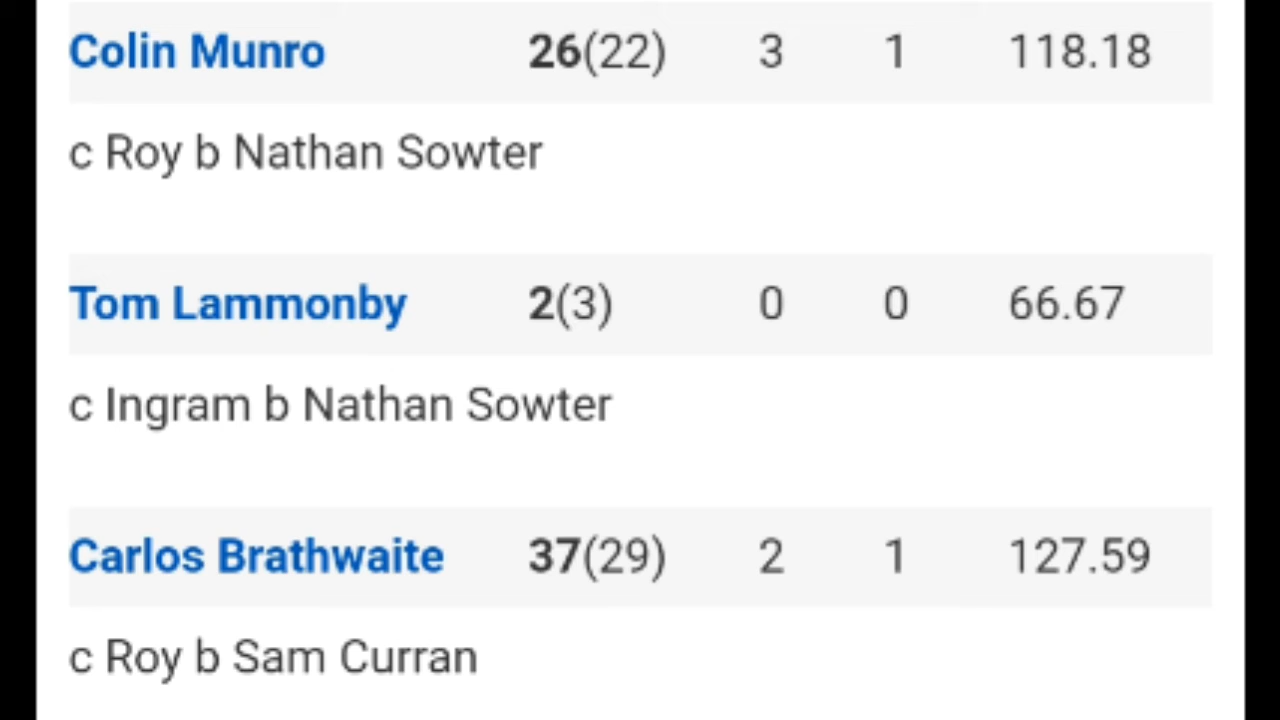 Colin Munro 26(22) 3 1 118.18
c Roy b Nathan Sowter
Tom Lammonby 2(3) 0 0 66.67
c Ingram b Nathan Sowter
Carlos Brathwaite 37(29) 2 1 127.59
c Roy b Sam Curran